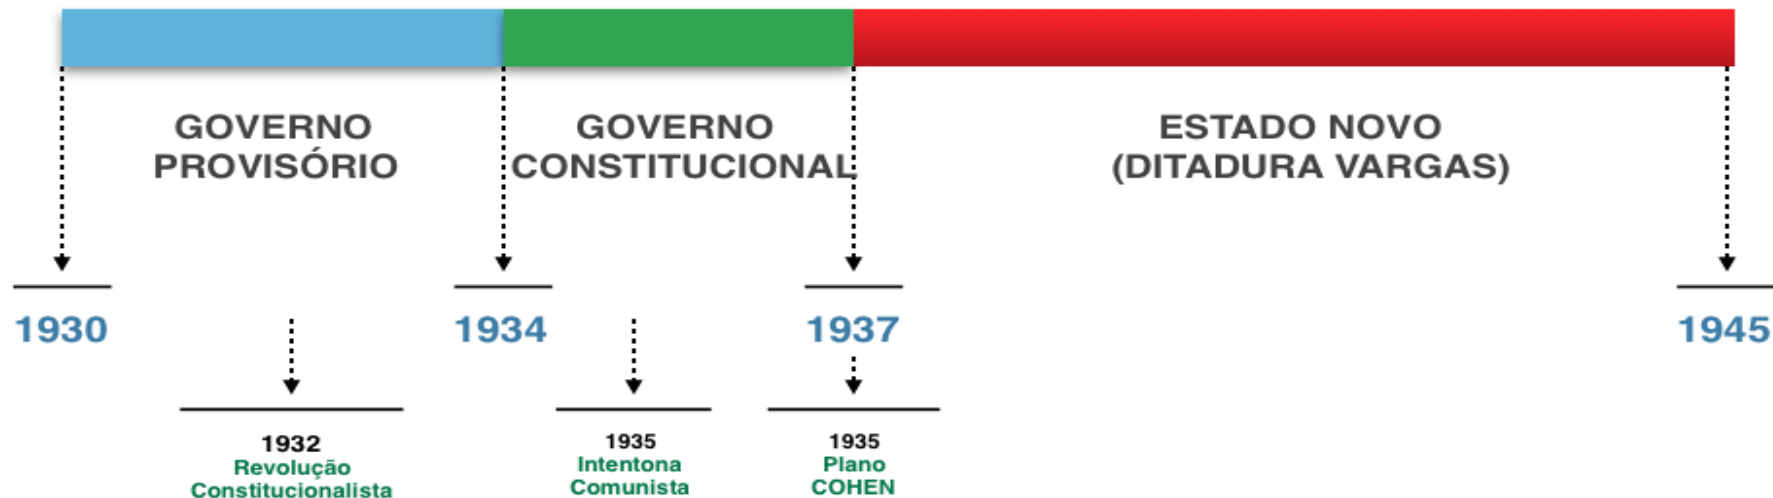 GOVERNO
PROVISÓRIO
GOVERNO
CONSTITUCIONAL
ESTADO NOVO
(DITADURA VARGAS)
1930
1934
1937
1945
1932
Revolução
Constitucionalista
1935
Intentona
Comunista
1935
Plano
COHEN